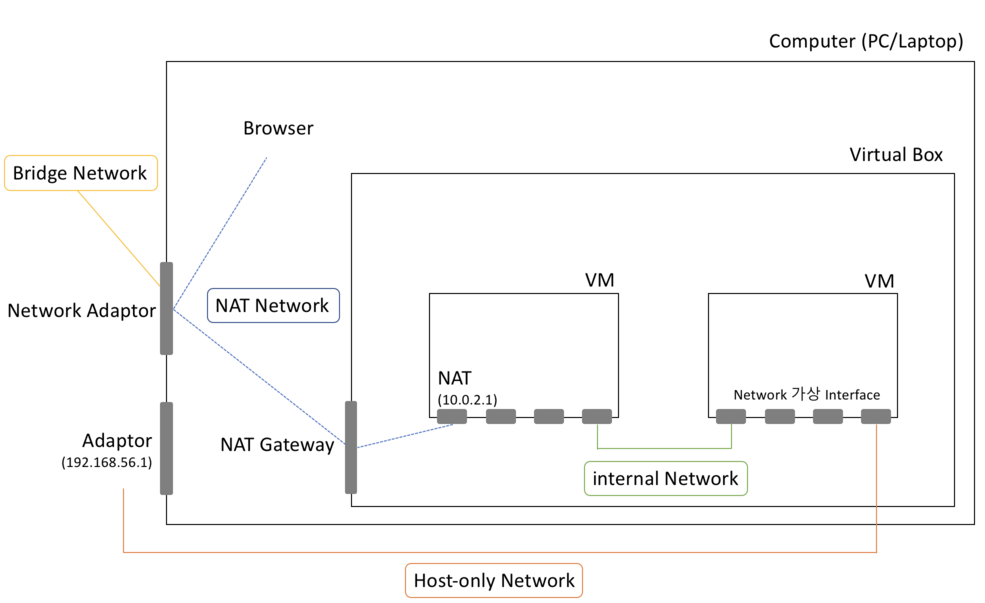 Computer (PC/Laptop)
Browser
Virtual Box
Bridge Network
VM
VM
NAT Network
Network Adaptor
NAT
(10.0.2.1)
Network 가상 Interface
Adaptor
(192.168.56.1)
NAT Gateway
internal Network
Host-only Network